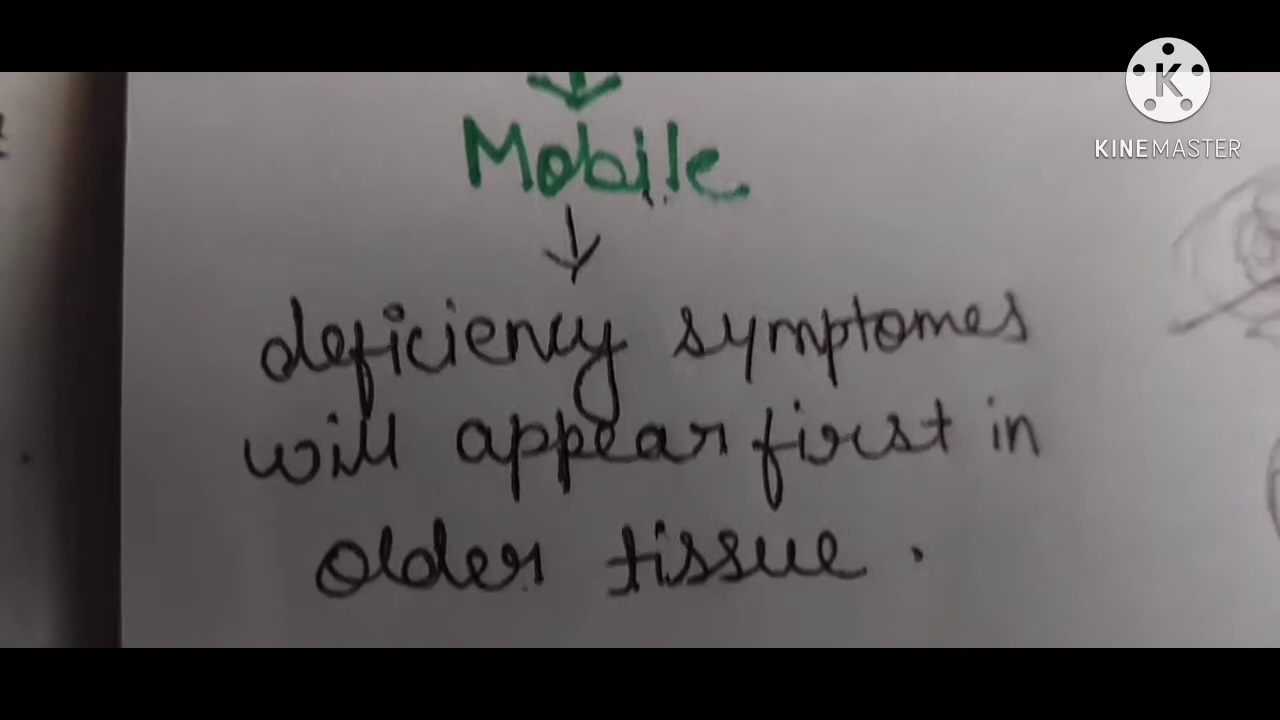 K
KINEMASTER
Mobile
deficiency symptomes
will appear first in
older tissue.